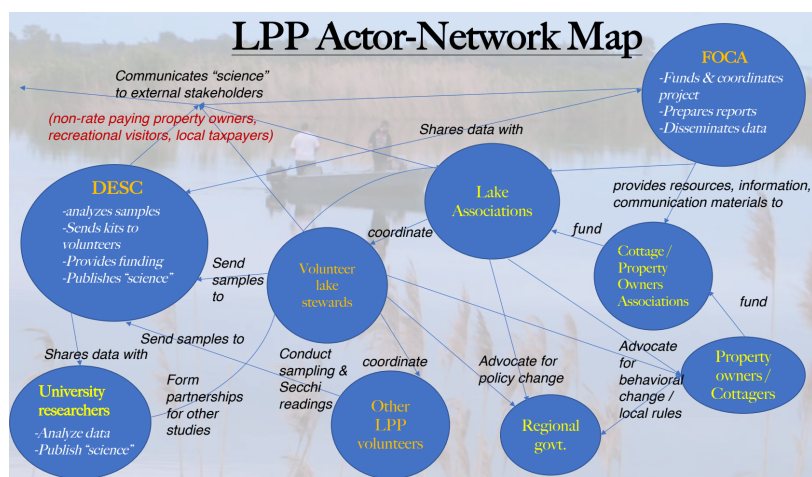 LPP Actor-Network Map
Communicates “science”
to external stakeholders
(non-rate paying property owners,
recreational visitors, local taxpayers)
FOCA
-Funds & coordinates
project
-Prepares reports
-Disseminates data
Shares data with
DESC
-analyzes samples
-Sends kits to
volunteers
-Provides funding
-Publishes “science”
Lake
Associations
provides resources, information,
communication materials to
coordinate
fund
Cottage /
Property
Owners
Associations
Volunteer
lake
stewards
Send
samples
to
fund
Send samples to
Shares data with
Conduct
sampling &
Secchi
readings
coordinate
Advocate for
policy change
Advocate
for
behavioral
change /
local rules
Property
owners /
Cottagers
University
researchers
-Analyze data
-Publish “science”
Form
partnerships
for other
studies
Other
LPP
volunteers
Regional
govt.